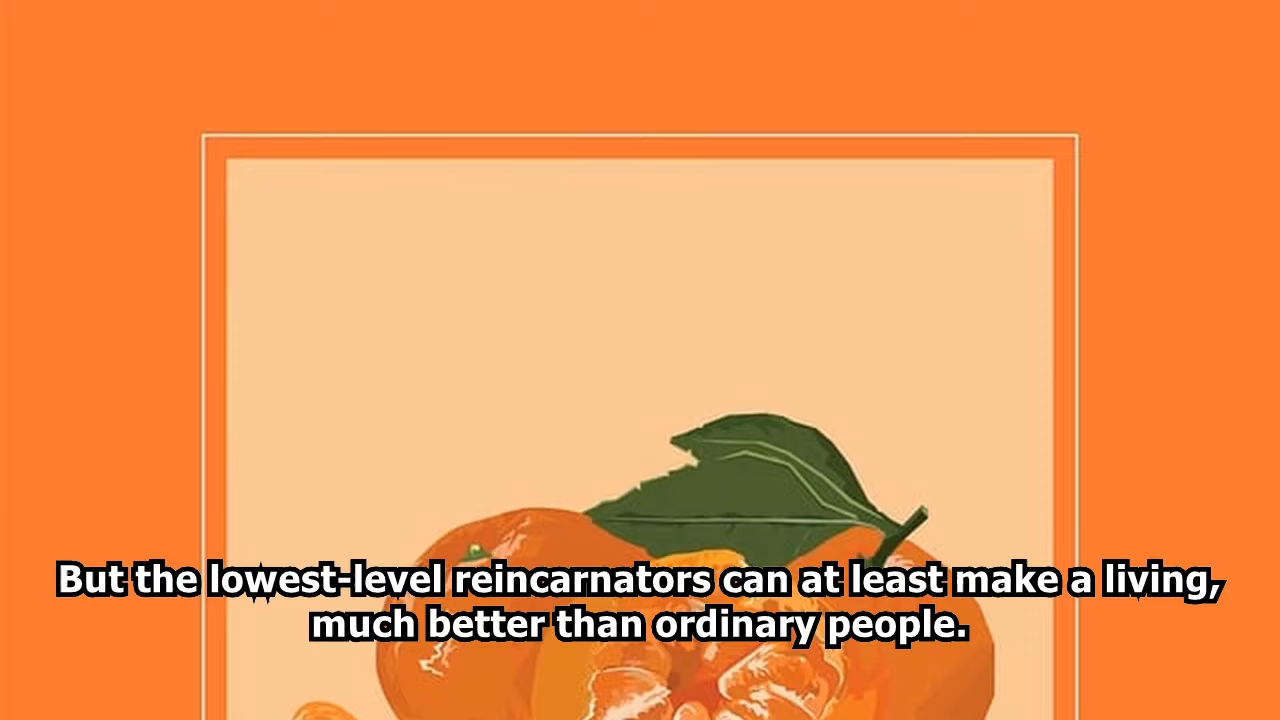 But the lowest-level reincarnators can at least make a living,
much better than ordinary people.